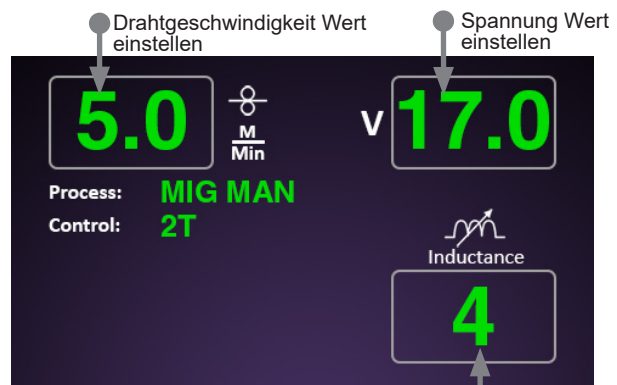 Drahtgeschwindigkeit Wert
einstellen
Spannung Wert
einstellen
5.0
M
Min
V
17.0
Process: MIG MAN
Control: 2T
Inductance
4